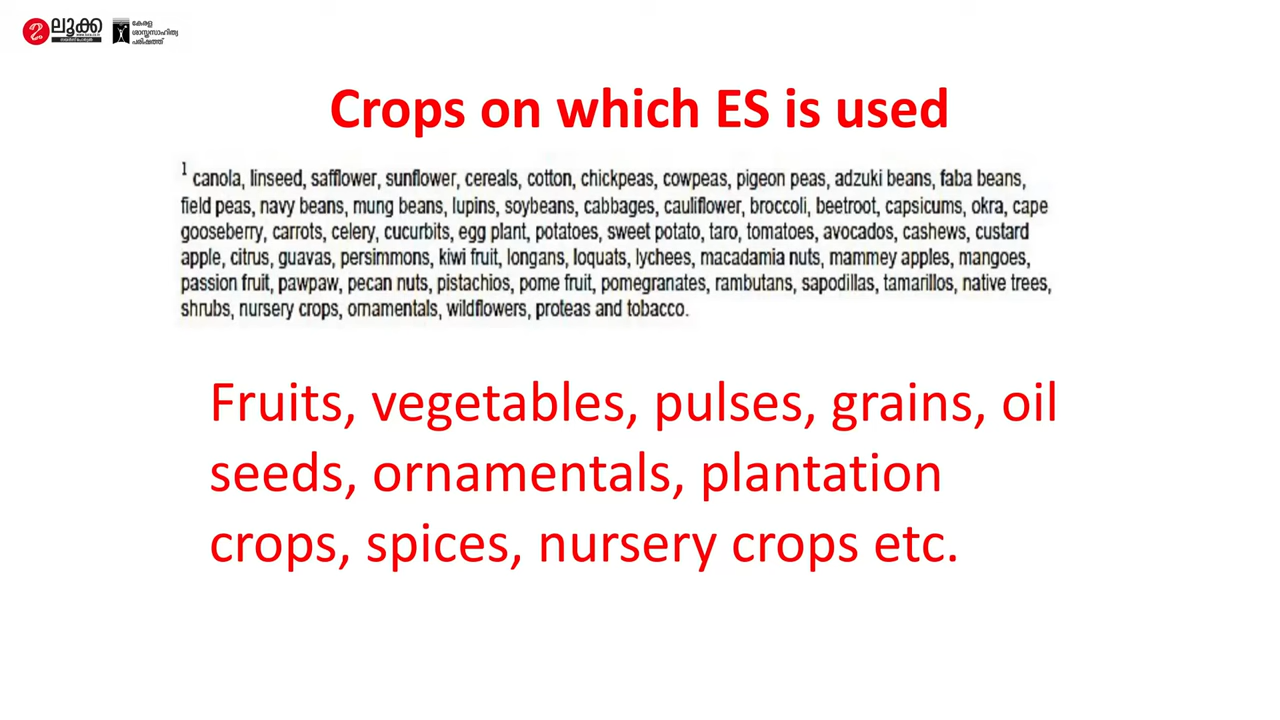 ലൂക്ക
കേരള
ശാസ്ത്രസാഹിത്യ
പരിഷത്ത്
Crops on which ES is used
1 canola, linseed, safflower, sunflower, cereals, cotton, chickpeas, cowpeas, pigeon peas, adzuki beans, faba beans,
field peas, navy beans, mung beans, lupins, soybeans, cabbages, cauliflower, broccoli, beetroot, capsicums, okra, cape
gooseberry, carrots, celery, cucurbits, egg plant, potatoes, sweet potato, taro, tomatoes, avocados, cashews, custard
apple, citrus, guavas, persimmons, kiwi fruit, longans, loquats, lychees, macadamia nuts, mammey apples, mangoes,
passion fruit, pawpaw, pecan nuts, pistachios, pome fruit, pomegranates, rambutans, sapodillas, tamarillos, native trees,
shrubs, nursery crops, ornamentals, wildflowers, proteas and tobacco.
Fruits, vegetables, pulses, grains, oil
seeds, ornamentals, plantation
crops, spices, nursery crops etc.